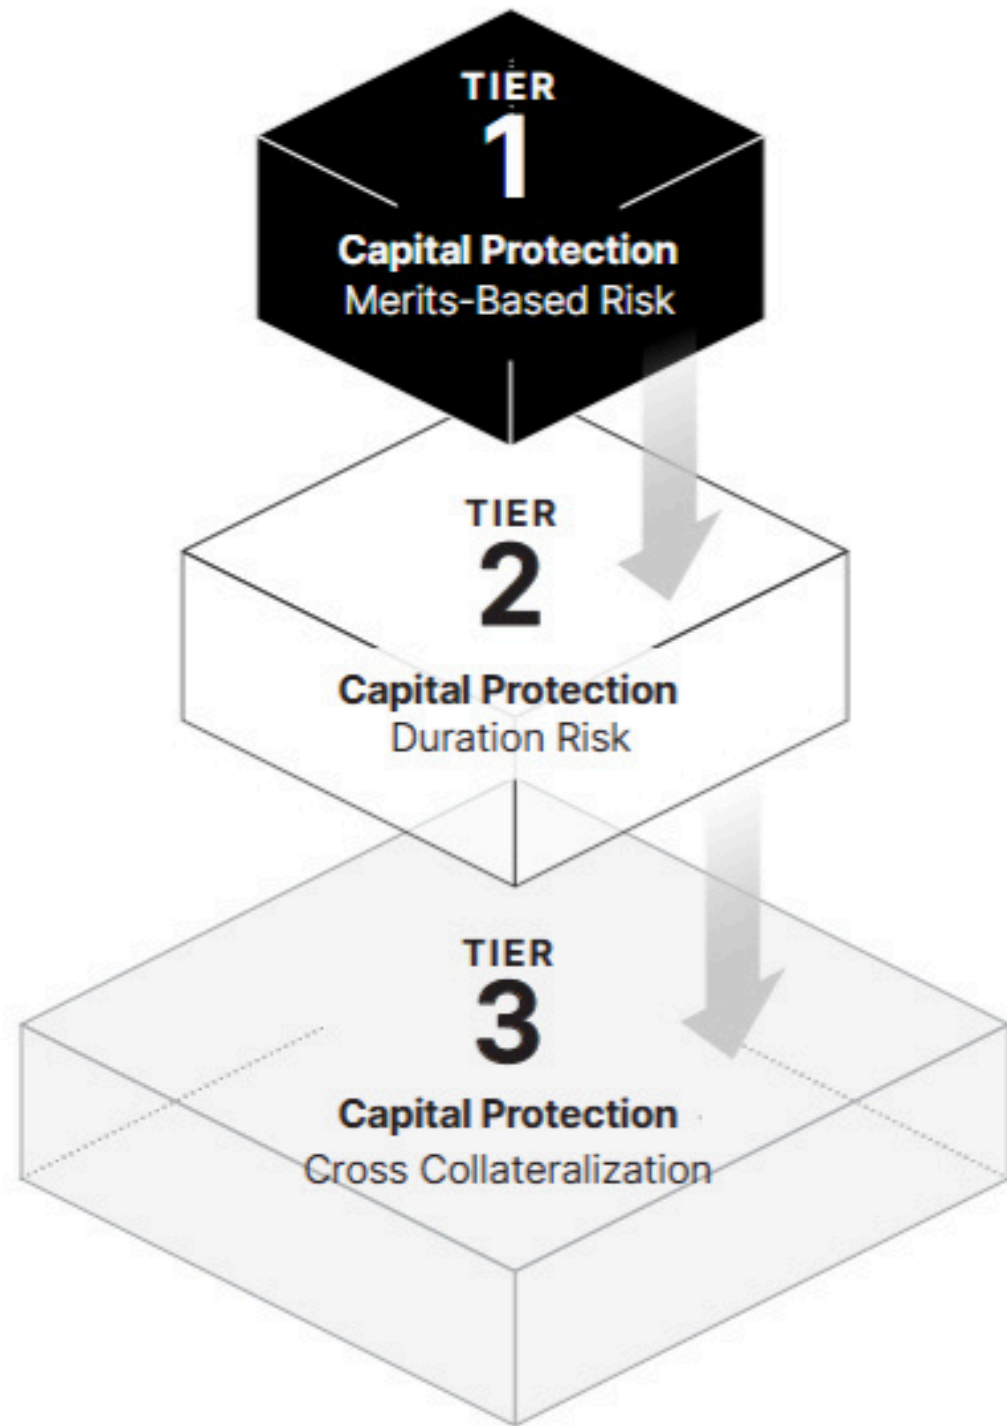 TIER
1
Capital Protection
Merits-Based Risk
TIER
2
Capital Protection
Duration Risk
TIER
3
Capital Protection
Cross Collateralization